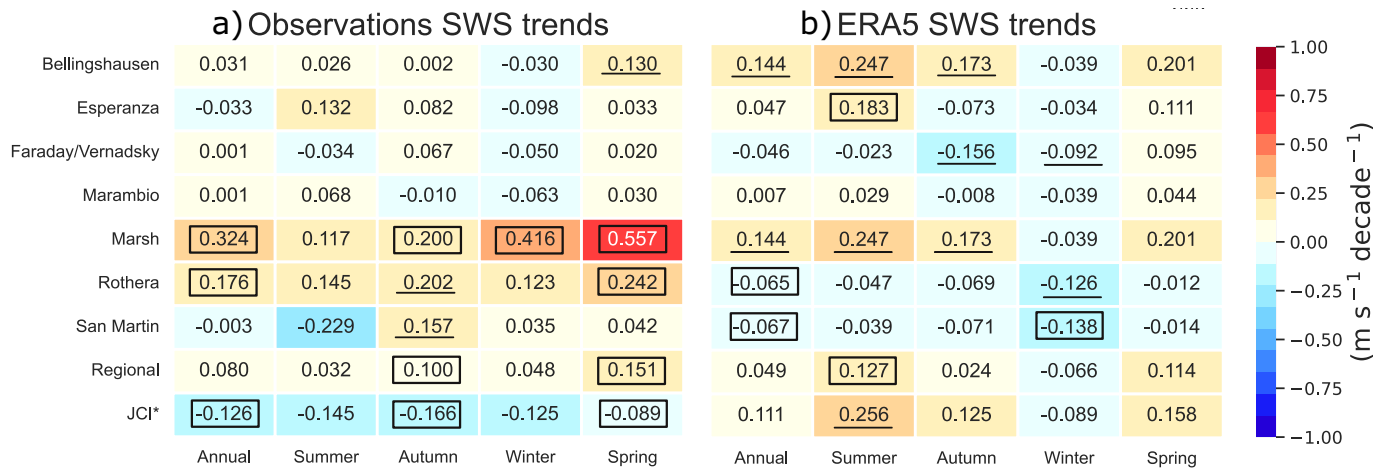 a) Observations SWS trends
b) ERA5 SWS trends
Bellingshausen 0.031 0.026 0.002 -0.030 0.130 0.144 0.247 0.173 -0.039 0.201
Esperanza -0.033 0.132 0.082 -0.098 0.033 0.047 0.183 -0.073 -0.034 0.111
Faraday/Vernadsky 0.001 -0.034 0.067 -0.050 0.020 -0.046 -0.023 -0.156 -0.092 0.095
Marambio 0.001 0.068 -0.010 -0.063 0.030 0.007 0.029 -0.008 -0.039 0.044
Marsh 0.324 0.117 0.200 0.416 0.557 0.144 0.247 0.173 -0.039 0.201
Rothera 0.176 0.145 0.202 0.123 0.242 -0.065 -0.047 -0.069 -0.126 -0.012
San Martin -0.003 -0.229 0.157 0.035 0.042 -0.067 -0.039 -0.071 -0.138 -0.014
Regional 0.080 0.032 0.100 0.048 0.151 0.049 0.127 0.024 -0.066 0.114
JCI* -0.126 -0.145 -0.166 -0.125 -0.089 0.111 0.256 0.125 -0.089 0.158
Annual Summer Autumn Winter Spring Annual Summer Autumn Winter Spring
1.00
0.75
0.50
0.25
0.00
−0.25
−0.50
−0.75
−1.00
(m s⁻¹ decade⁻¹)